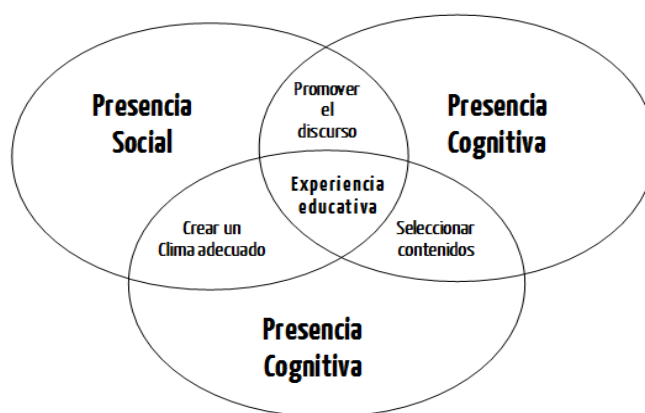 Presencia
Social
Promover
el
discurso
Presencia
Cognitiva
Experiencia
educativa
Crear un
Clima adecuado
Seleccionar
contenidos
Presencia
Cognitiva